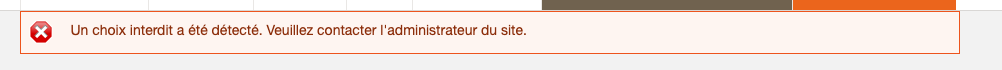 Un choix interdit a été détecté. Veuillez contacter l'administrateur du site.